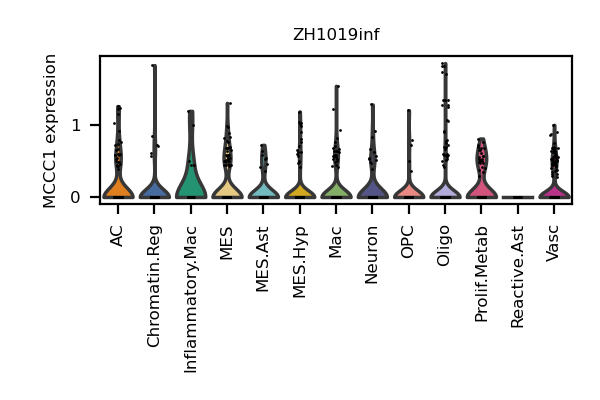 ZH1019inf
MCCC1 expression
1
0
AC
Chromatin.Reg
Inflammatory.Mac
MES
MES.Ast
MES.Hyp
Mac
Neuron
OPC
Oligo
Prolif.Metab
Reactive.Ast
Vasc